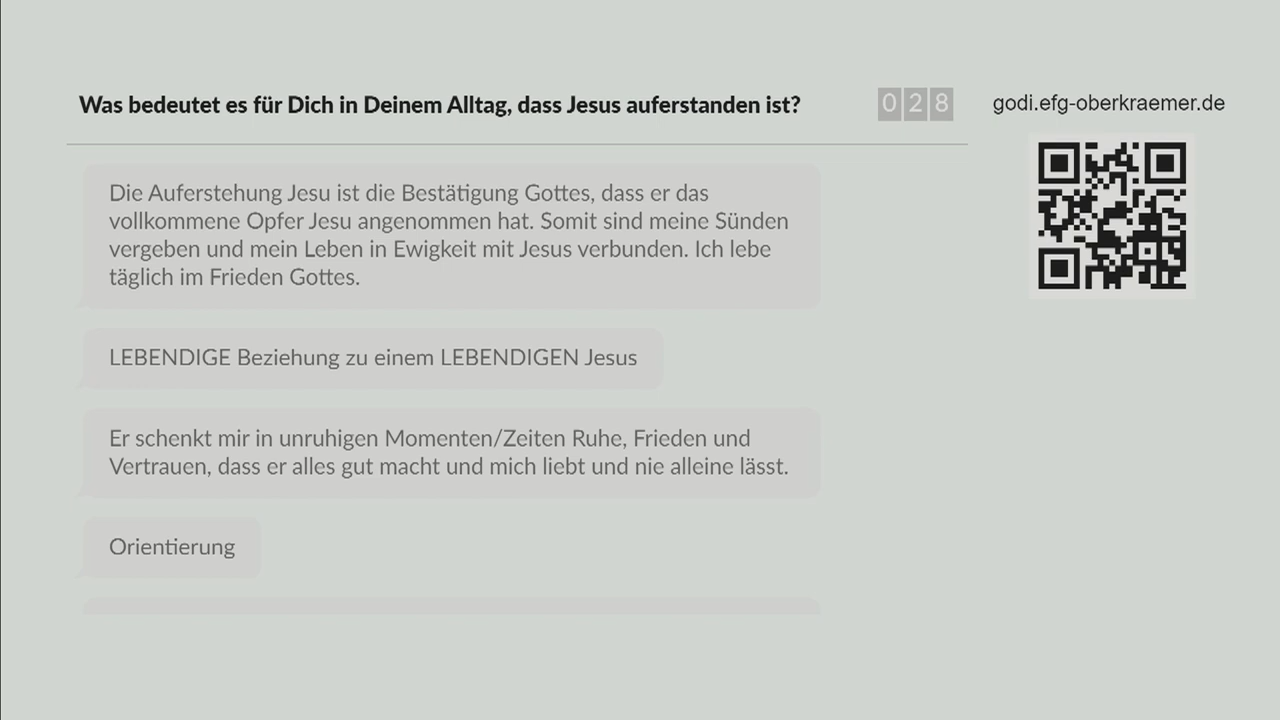 Was bedeutet es für Dich in Deinem Alltag, dass Jesus auferstanden ist?
028
godi.efg-oberkraemer.de
Die Auferstehung Jesu ist die Bestätigung Gottes, dass er das
vollkommene Opfer Jesu angenommen hat. Somit sind meine Sünden
vergeben und mein Leben in Ewigkeit mit Jesus verbunden. Ich lebe
täglich im Frieden Gottes.
LEBENDIGE Beziehung zu einem LEBENDIGEN Jesus
Er schenkt mir in unruhigen Momenten/Zeiten Ruhe, Frieden und
Vertrauen, dass er alles gut macht und mich liebt und nie alleine lässt.
Orientierung